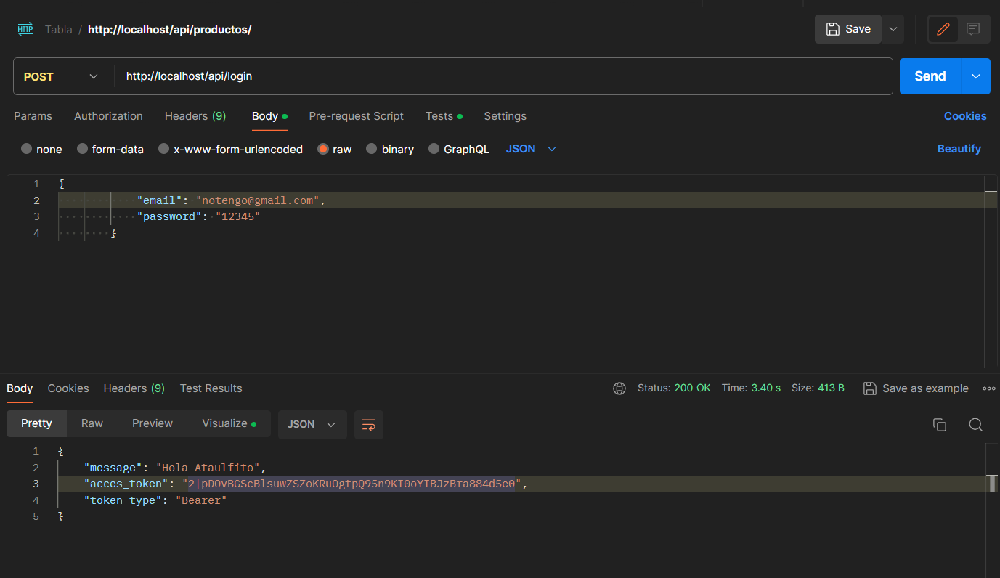 HTTP Tabla / http://localhost/api/productos/ Save
POST http://localhost/api/login Send
Params Authorization Headers (9) Body Pre-request Script Tests Settings Cookies
none form-data x-www-form-urlencoded raw binary GraphQL JSON Beautify
1 {
2 "email": "notengo@gmail.com",
3 "password": "12345"
4 }
Body Cookies Headers (9) Test Results Status: 200 OK Time: 3.40 s Size: 413 B Save as example
Pretty Raw Preview Visualize JSON
1 {
2 "message": "Hola Ataulfito",
3 "acces_token": "2|pDOvBGScBlsuwZSZoKRuOgtpQ95n9KI0oYIBJzBra884d5e0",
4 "token_type": "Bearer"
5 }